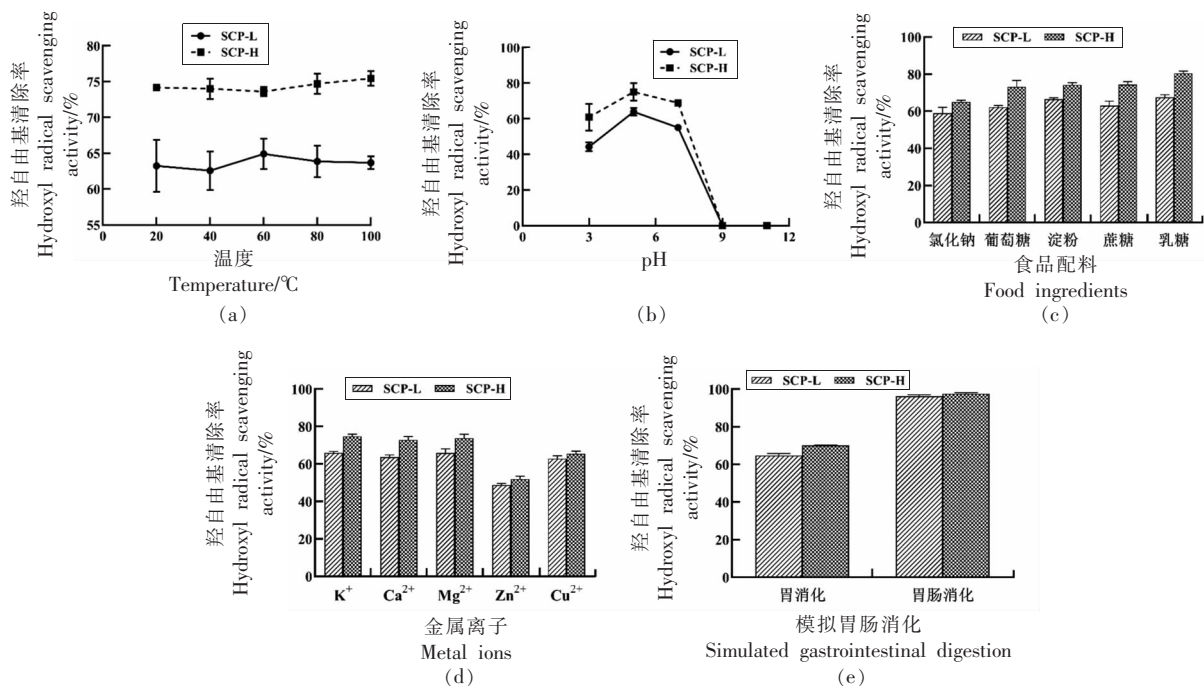 SCP-L
SCP-H
羟自由基清除率
Hydroxyl radical scavenging
activity/%
80
75
70
65
60
55
0
20
40
60
80
100
温度
Temperature/℃
(a)
SCP-L
SCP-H
羟自由基清除率
Hydroxyl radical scavenging
activity/%
100
80
60
40
20
0
0
3
6
9
12
pH
(b)
SCP-L
SCP-H
羟自由基清除率
Hydroxyl radical scavenging
activity/%
100
80
60
40
20
0
氯化钠 葡萄糖 淀粉 蔗糖 乳糖
食品配料
Food ingredients
(c)
SCP-L
SCP-H
羟自由基清除率
Hydroxyl radical scavenging
activity/%
100
80
60
40
20
0
K⁺ Ca²⁺ Mg²⁺ Zn²⁺ Cu²⁺
金属离子
Metal ions
(d)
SCP-L
SCP-H
羟自由基清除率
Hydroxyl radical scavenging
activity/%
100
80
60
40
20
0
胃消化 胃肠消化
模拟胃肠消化
Simulated gastrointestinal digestion
(e)